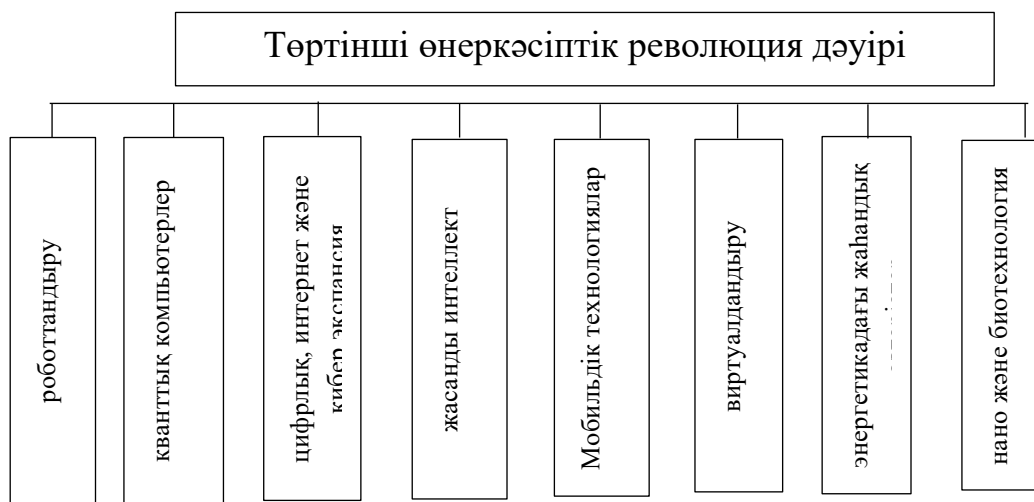 Төртінші өнеркәсіптік революция дәуірі
роботтандыру
кванттық компьютерлер
цифрлық, интернет және
кибер экспансия
жасанды интеллект
Мобильдік технологиялар
виртуалдандыру
энергетикадағы жаһандық
нано және биотехнология